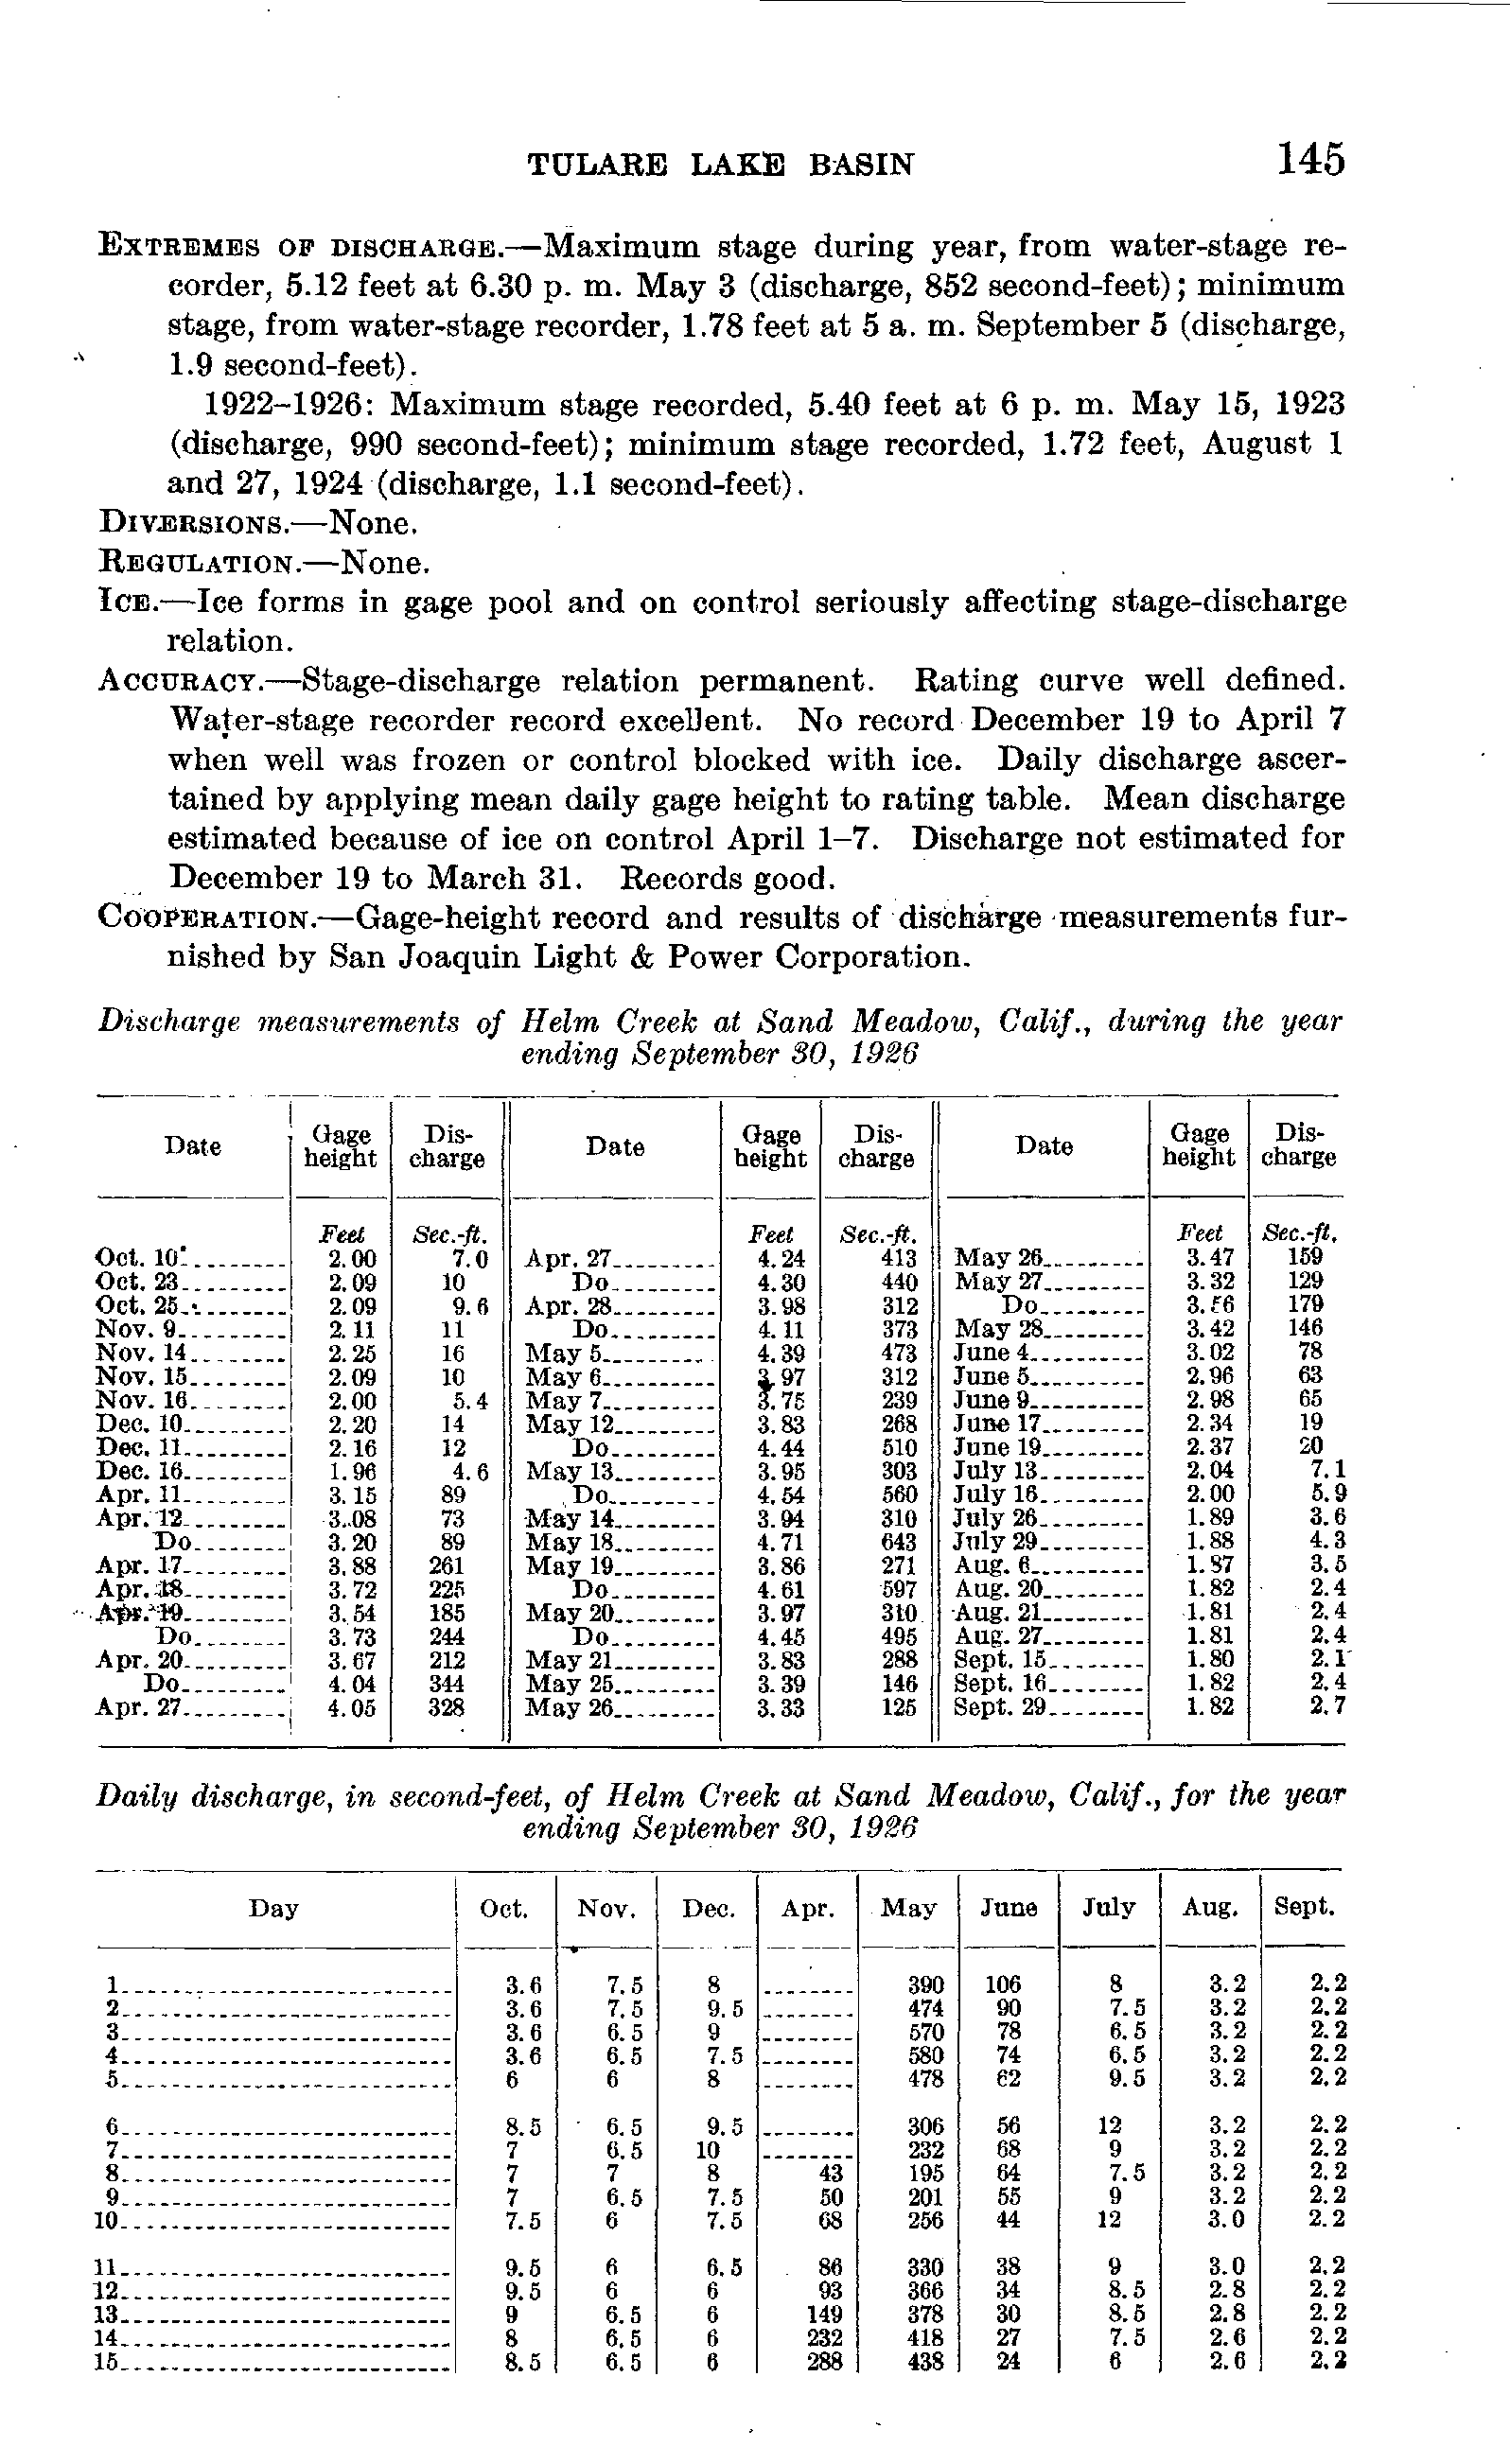 TULARE LAKE BASIN 145
EXTREMES OF DISCHARGE.—Maximum stage during year, from water-stage re-
corder, 5.12 feet at 6.30 p. m. May 3 (discharge, 852 second-feet); minimum
stage, from water-stage recorder, 1.78 feet at 5 a. m. September 5 (discharge,
1.9 second-feet).
1922–1926: Maximum stage recorded, 5.40 feet at 6 p. m. May 15, 1923
(discharge, 990 second-feet); minimum stage recorded, 1.72 feet, August 1
and 27, 1924 (discharge, 1.1 second-feet).
DIVERSIONS.—None.
REGULATION.—None.
ICE.—Ice forms in gage pool and on control seriously affecting stage-discharge
relation.
ACCURACY.—Stage-discharge relation permanent. Rating curve well defined.
Water-stage recorder record excellent. No record December 19 to April 7
when well was frozen or control blocked with ice. Daily discharge ascer-
tained by applying mean daily gage height to rating table. Mean discharge
estimated because of ice on control April 1–7. Discharge not estimated for
December 19 to March 31. Records good.
COOPERATION.—Gage-height record and results of discharge measurements fur-
nished by San Joaquin Light & Power Corporation.
Discharge measurements of Helm Creek at Sand Meadow, Calif., during the year
ending September 30, 1926
Date Gage height Dis-charge Date Gage height Dis-charge Date Gage height Dis-charge
Feet Sec.-ft. Feet Sec.-ft. Feet Sec.-ft.
Oct. 10 2.00 7.0 Apr. 27 4.24 413 May 26 3.47 159
Oct. 23 2.09 10 Do 4.30 440 May 27 3.32 129
Oct. 25 2.09 9.6 Apr. 28 3.98 312 Do 179
Nov. 9 2.11 11 Do 4.11 373 May 28 3.42 146
Nov. 14 2.25 16 May 5 4.39 473 June 4 3.02 78
Nov. 15 2.09 10 May 6 3.97 312 June 5 2.96 63
Nov. 16 2.00 5.4 May 7 3.75 239 June 9 2.98 65
Dec. 10 2.20 14 May 12 3.83 268 June 17 2.34 19
Dec. 11 2.16 12 Do 4.44 510 June 19 2.37 20
Dec. 16 1.96 4.6 May 13 3.95 303 July 13 2.04 7.1
Apr. 11 3.15 89 Do 4.54 560 July 16 2.00 5.9
Apr. 12 3.08 73 May 14 3.94 310 July 26 1.89 3.6
Do 3.20 89 May 18 4.71 643 July 29 1.88 4.3
Apr. 17 3.88 261 May 19 3.86 271 Aug. 6 1.87 3.5
Apr. 18 3.72 225 Do 4.61 597 Aug. 20 1.82 2.4
Apr. 19 3.54 185 May 20 3.97 310 Aug. 21 1.81 2.4
Do 3.73 244 Do 4.45 495 Aug. 27 1.81 2.4
Apr. 20 3.67 212 May 21 3.83 288 Sept. 15 1.80 2.1
Do 4.04 344 May 25 3.39 146 Sept. 16 1.82 2.4
Apr. 27 4.05 328 May 26 3.33 125 Sept. 29 1.82 2.7
Daily discharge, in second-feet, of Helm Creek at Sand Meadow, Calif., for the year
ending September 30, 1926
Day Oct. Nov. Dec. Apr. May June July Aug. Sept.
1 3.6 7.5 8 390 106 8 3.2 2.2
2 3.6 7.5 9.5 474 90 7.5 3.2 2.2
3 3.6 6.5 9 570 78 6.5 3.2 2.2
4 3.6 6.5 7.5 580 74 6.5 3.2 2.2
5 6 6 8 478 62 9.5 3.2 2.2
6 8.5 6.5 9.5 306 56 12 3.2 2.2
7 7 6.5 10 232 68 9 3.2 2.2
8 7 7 8 43 195 64 7.5 3.2 2.2
9 7 6.5 7.5 50 201 55 9 3.2 2.2
10 7.5 6 7.5 68 256 44 12 3.0 2.2
11 9.5 6 6.5 86 330 38 9 3.0 2.2
12 9.5 6 6 93 366 34 8.5 2.8 2.2
13 9 6.5 6 149 378 30 8.5 2.8 2.2
14 8 6.5 6 232 418 27 7.5 2.6 2.2
15 8.5 6.5 6 288 438 24 6 2.6 2.2